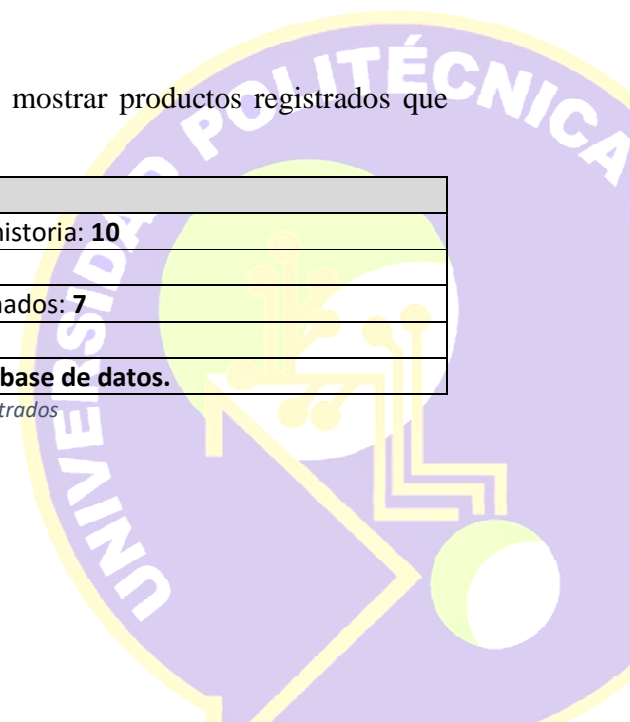 mostrar productos registrados que
historia: 10
nados: 7
base de datos.
trados
UNIVERSIDAD POLITÉCNICA